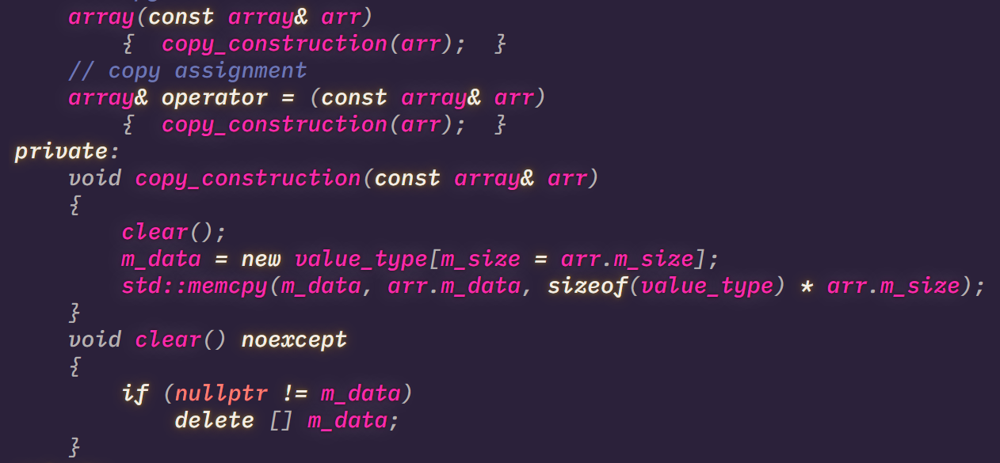 array(const array& arr)
{  copy_construction(arr);  }
// copy assignment
array& operator = (const array& arr)
{  copy_construction(arr);  }
private:
void copy_construction(const array& arr)
{
clear();
m_data = new value_type[m_size = arr.m_size];
std::memcpy(m_data, arr.m_data, sizeof(value_type) * arr.m_size);
}
void clear() noexcept
{
if (nullptr != m_data)
delete [] m_data;
}